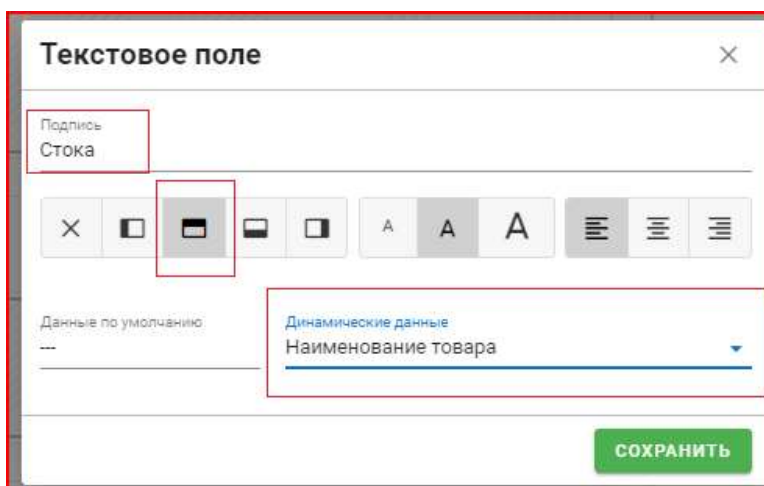 Текстовое поле
Подпись
Стока
A A A
Данные по умолчанию Динамические данные
--- Наименование товара
СОХРАНИТЬ